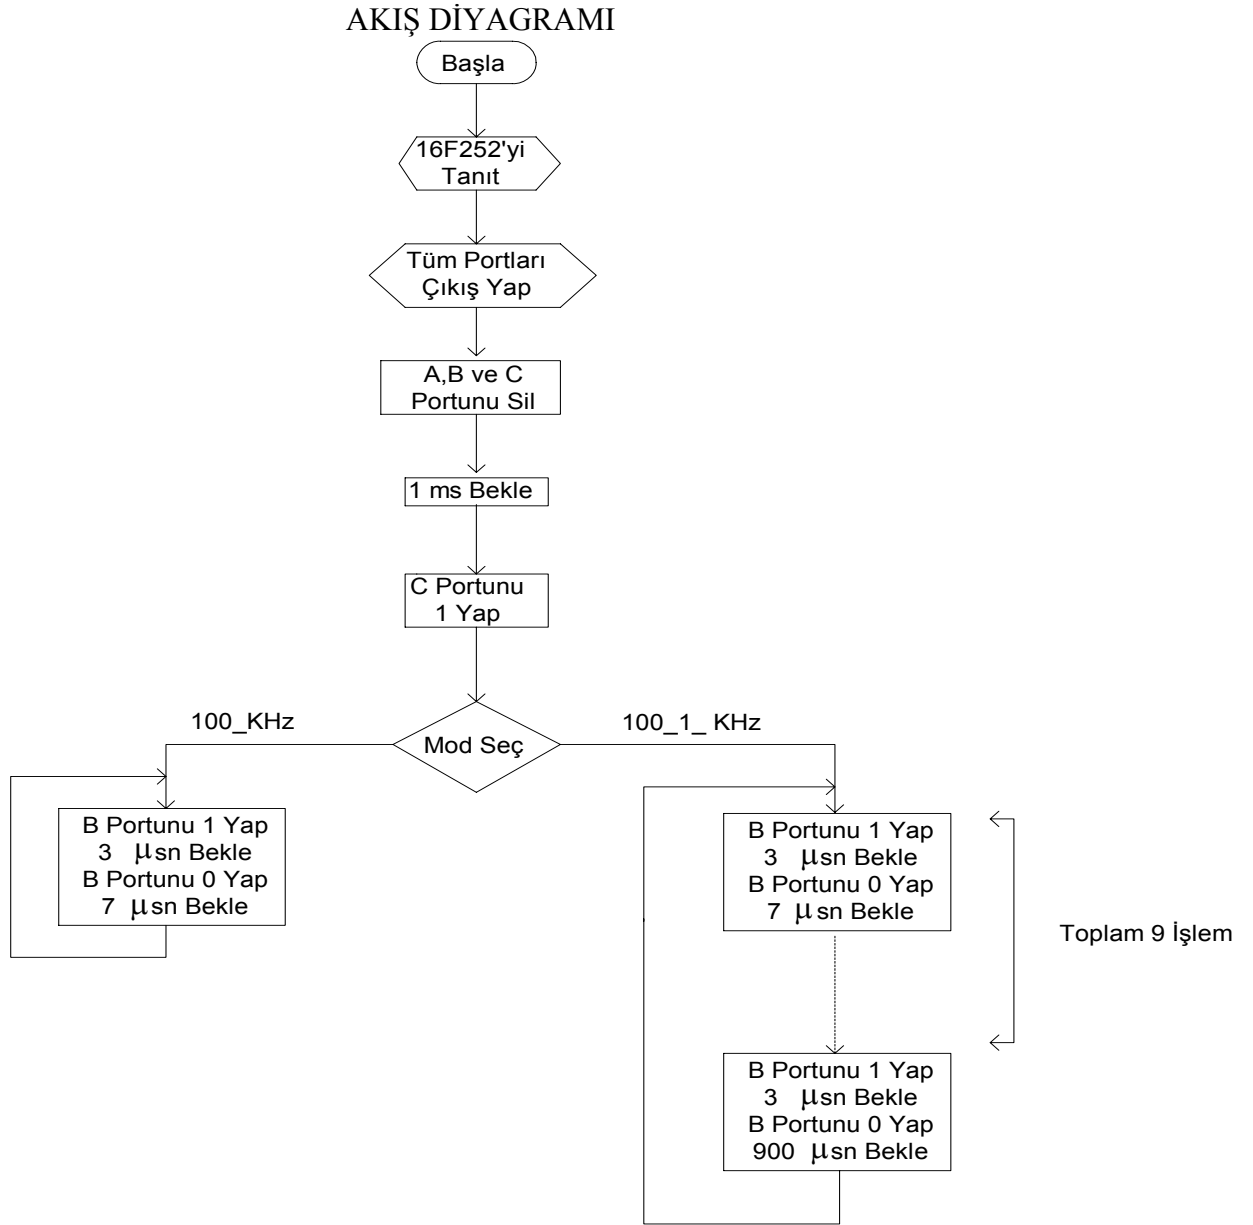 AKIŞ DİYAGRAMI
Başla
16F252'yi
Tanıt
Tüm Portları
Çıkış Yap
A,B ve C
Portunu Sil
1 ms Bekle
C Portunu
1 Yap
Mod Seç
100_KHz
100_1_ KHz
B Portunu 1 Yap
3 μsn Bekle
B Portunu 0 Yap
7 μsn Bekle
B Portunu 1 Yap
3 μsn Bekle
B Portunu 0 Yap
7 μsn Bekle
Toplam 9 İşlem
B Portunu 1 Yap
3 μsn Bekle
B Portunu 0 Yap
900 μsn Bekle